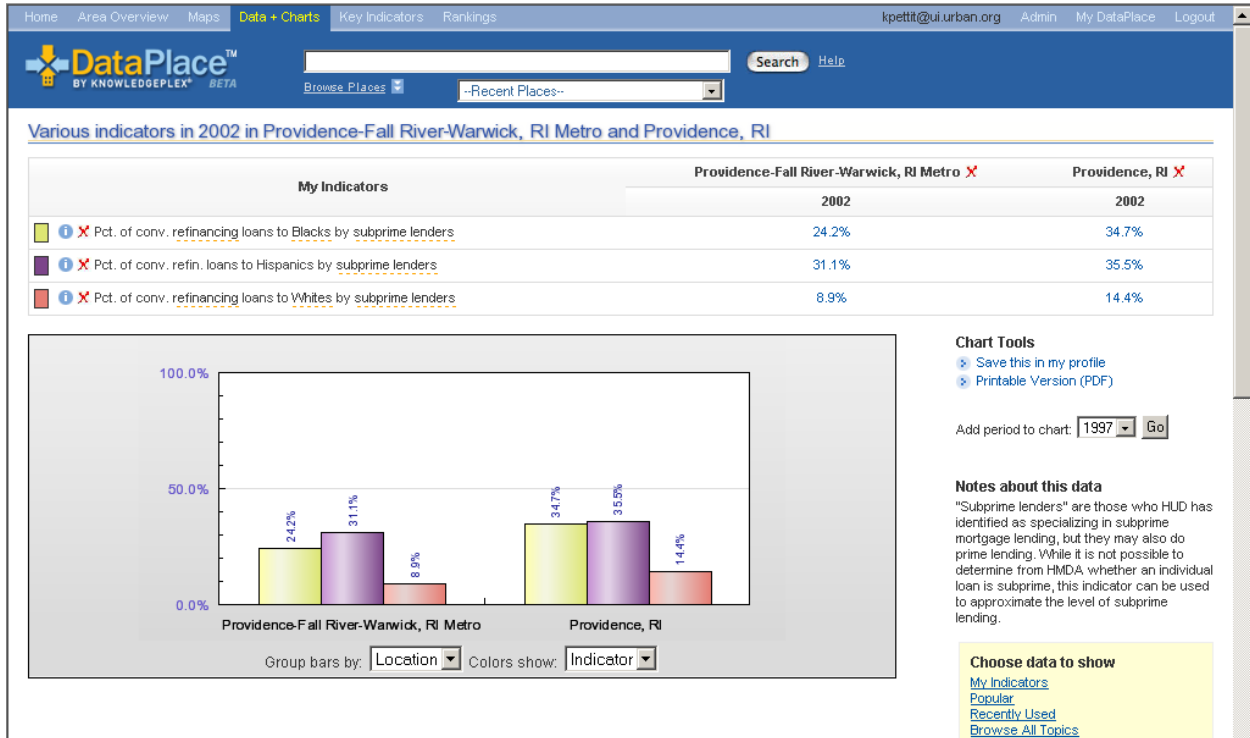 Home Area Overview Maps Data + Charts Key Indicators Rankings kpettit@ui.urban.org Admin My DataPlace Logout
DataPlace™
BY KNOWLEDGEPLEX® BETA
Search Help
Browse Places --Recent Places--
Various indicators in 2002 in Providence-Fall River-Warwick, RI Metro and Providence, RI
My Indicators Providence-Fall River-Warwick, RI Metro X Providence, RI X
2002 2002
i X Pct. of conv. refinancing loans to Blacks by subprime lenders 24.2% 34.7%
i X Pct. of conv. refin. loans to Hispanics by subprime lenders 31.1% 35.5%
i X Pct. of conv. refinancing loans to Whites by subprime lenders 8.9% 14.4%
100.0%
50.0%
0.0%
24.2% 31.1% 8.9% 34.7% 35.5% 14.4%
Providence-Fall River-Warwick, RI Metro Providence, RI
Group bars by: Location Colors show: Indicator
Chart Tools
Save this in my profile
Printable Version (PDF)
Add period to chart: 1997 Go
Notes about this data
"Subprime lenders" are those who HUD has
identified as specializing in subprime
mortgage lending, but they may also do
prime lending. While it is not possible to
determine from HMDA whether an individual
loan is subprime, this indicator can be used
to approximate the level of subprime
lending.
Choose data to show
My Indicators
Popular
Recently Used
Browse All Topics